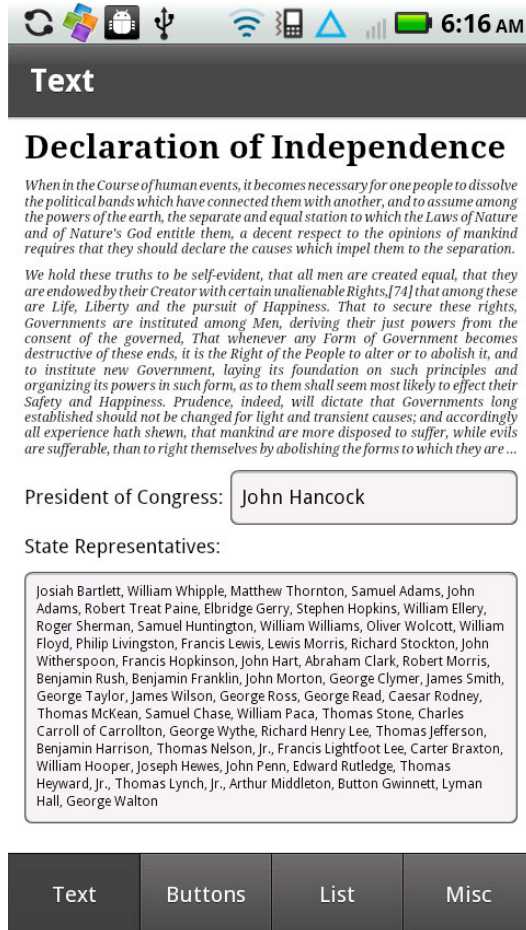 6:16 AM
Text
Declaration of Independence
When in the Course of human events, it becomes necessary for one people to dissolve
the political bands which have connected them with another, and to assume among
the powers of the earth, the separate and equal station to which the Laws of Nature
and of Nature's God entitle them, a decent respect to the opinions of mankind
requires that they should declare the causes which impel them to the separation.
We hold these truths to be self-evident, that all men are created equal, that they
are endowed by their Creator with certain unalienable Rights,[74] that among these
are Life, Liberty and the pursuit of Happiness. That to secure these rights,
Governments are instituted among Men, deriving their just powers from the
consent of the governed, That whenever any Form of Government becomes
destructive of these ends, it is the Right of the People to alter or to abolish it, and
to institute new Government, laying its foundation on such principles and
organizing its powers in such form, as to them shall seem most likely to effect their
Safety and Happiness. Prudence, indeed, will dictate that Governments long
established should not be changed for light and transient causes; and accordingly
all experience hath shewn, that mankind are more disposed to suffer, while evils
are sufferable, than to right themselves by abolishing the forms to which they are ...
President of Congress: John Hancock
State Representatives:
Josiah Bartlett, William Whipple, Matthew Thornton, Samuel Adams, John
Adams, Robert Treat Paine, Elbridge Gerry, Stephen Hopkins, William Ellery,
Roger Sherman, Samuel Huntington, William Williams, Oliver Wolcott, William
Floyd, Philip Livingston, Francis Lewis, Lewis Morris, Richard Stockton, John
Witherspoon, Francis Hopkinson, John Hart, Abraham Clark, Robert Morris,
Benjamin Rush, Benjamin Franklin, John Morton, George Clymer, James Smith,
George Taylor, James Wilson, George Ross, George Read, Caesar Rodney,
Thomas McKean, Samuel Chase, William Paca, Thomas Stone, Charles
Carroll of Carrollton, George Wythe, Richard Henry Lee, Thomas Jefferson,
Benjamin Harrison, Thomas Nelson, Jr., Francis Lightfoot Lee, Carter Braxton,
William Hooper, Joseph Hewes, John Penn, Edward Rutledge, Thomas
Heyward, Jr., Thomas Lynch, Jr., Arthur Middleton, Button Gwinnett, Lyman
Hall, George Walton
Text Buttons List Misc